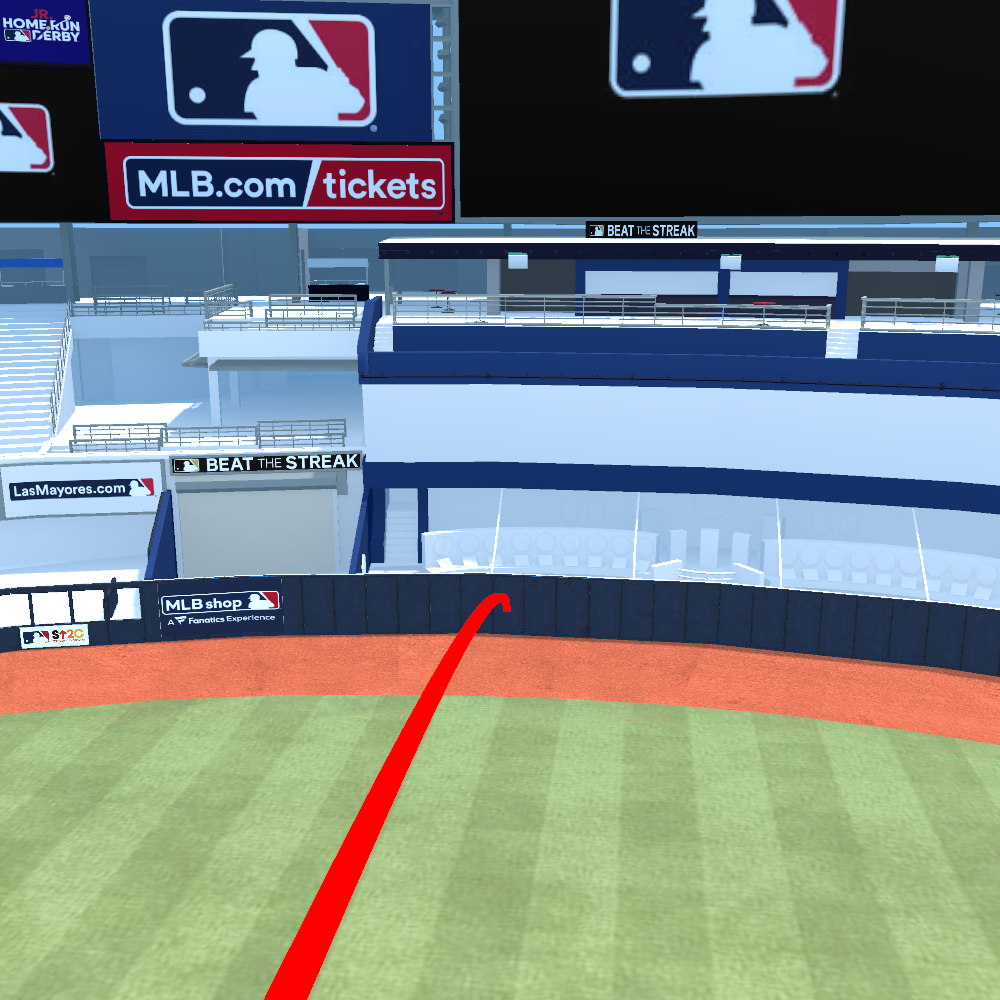 JR.
HOME RUN
DERBY
MLB.com/tickets
BEAT THE STREAK
BEAT THE STREAK
LasMayores.com
MLB shop
A Fanatics Experience